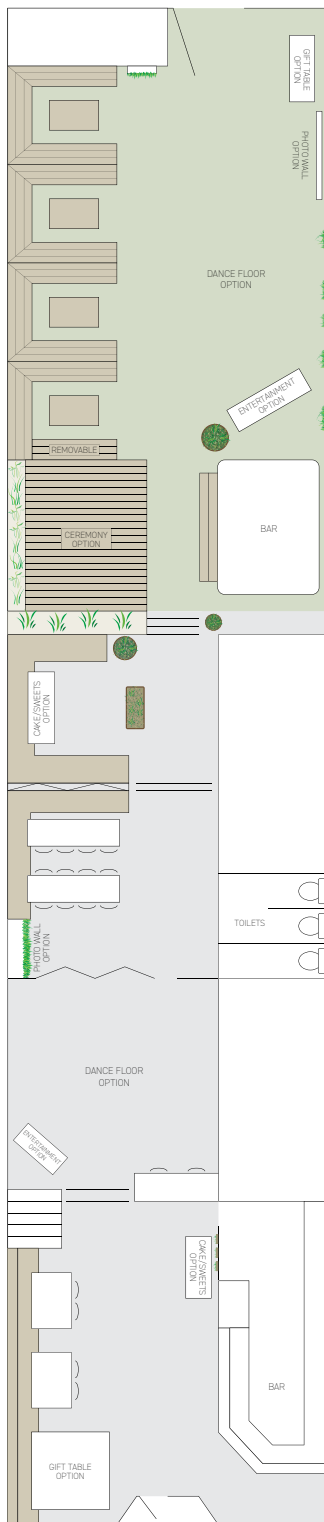 GIFT TABLE
OPTION
PHOTO WALL
OPTION
DANCE FLOOR
OPTION
ENTERTAINMENT
OPTION
REMOVABLE
BAR
CEREMONY
OPTION
CAKE/SWEETS
OPTION
TOILETS
PHOTO WALL
OPTION
DANCE FLOOR
OPTION
ENTERTAINMENT
OPTION
CAKE/SWEETS
OPTION
BAR
GIFT TABLE
OPTION